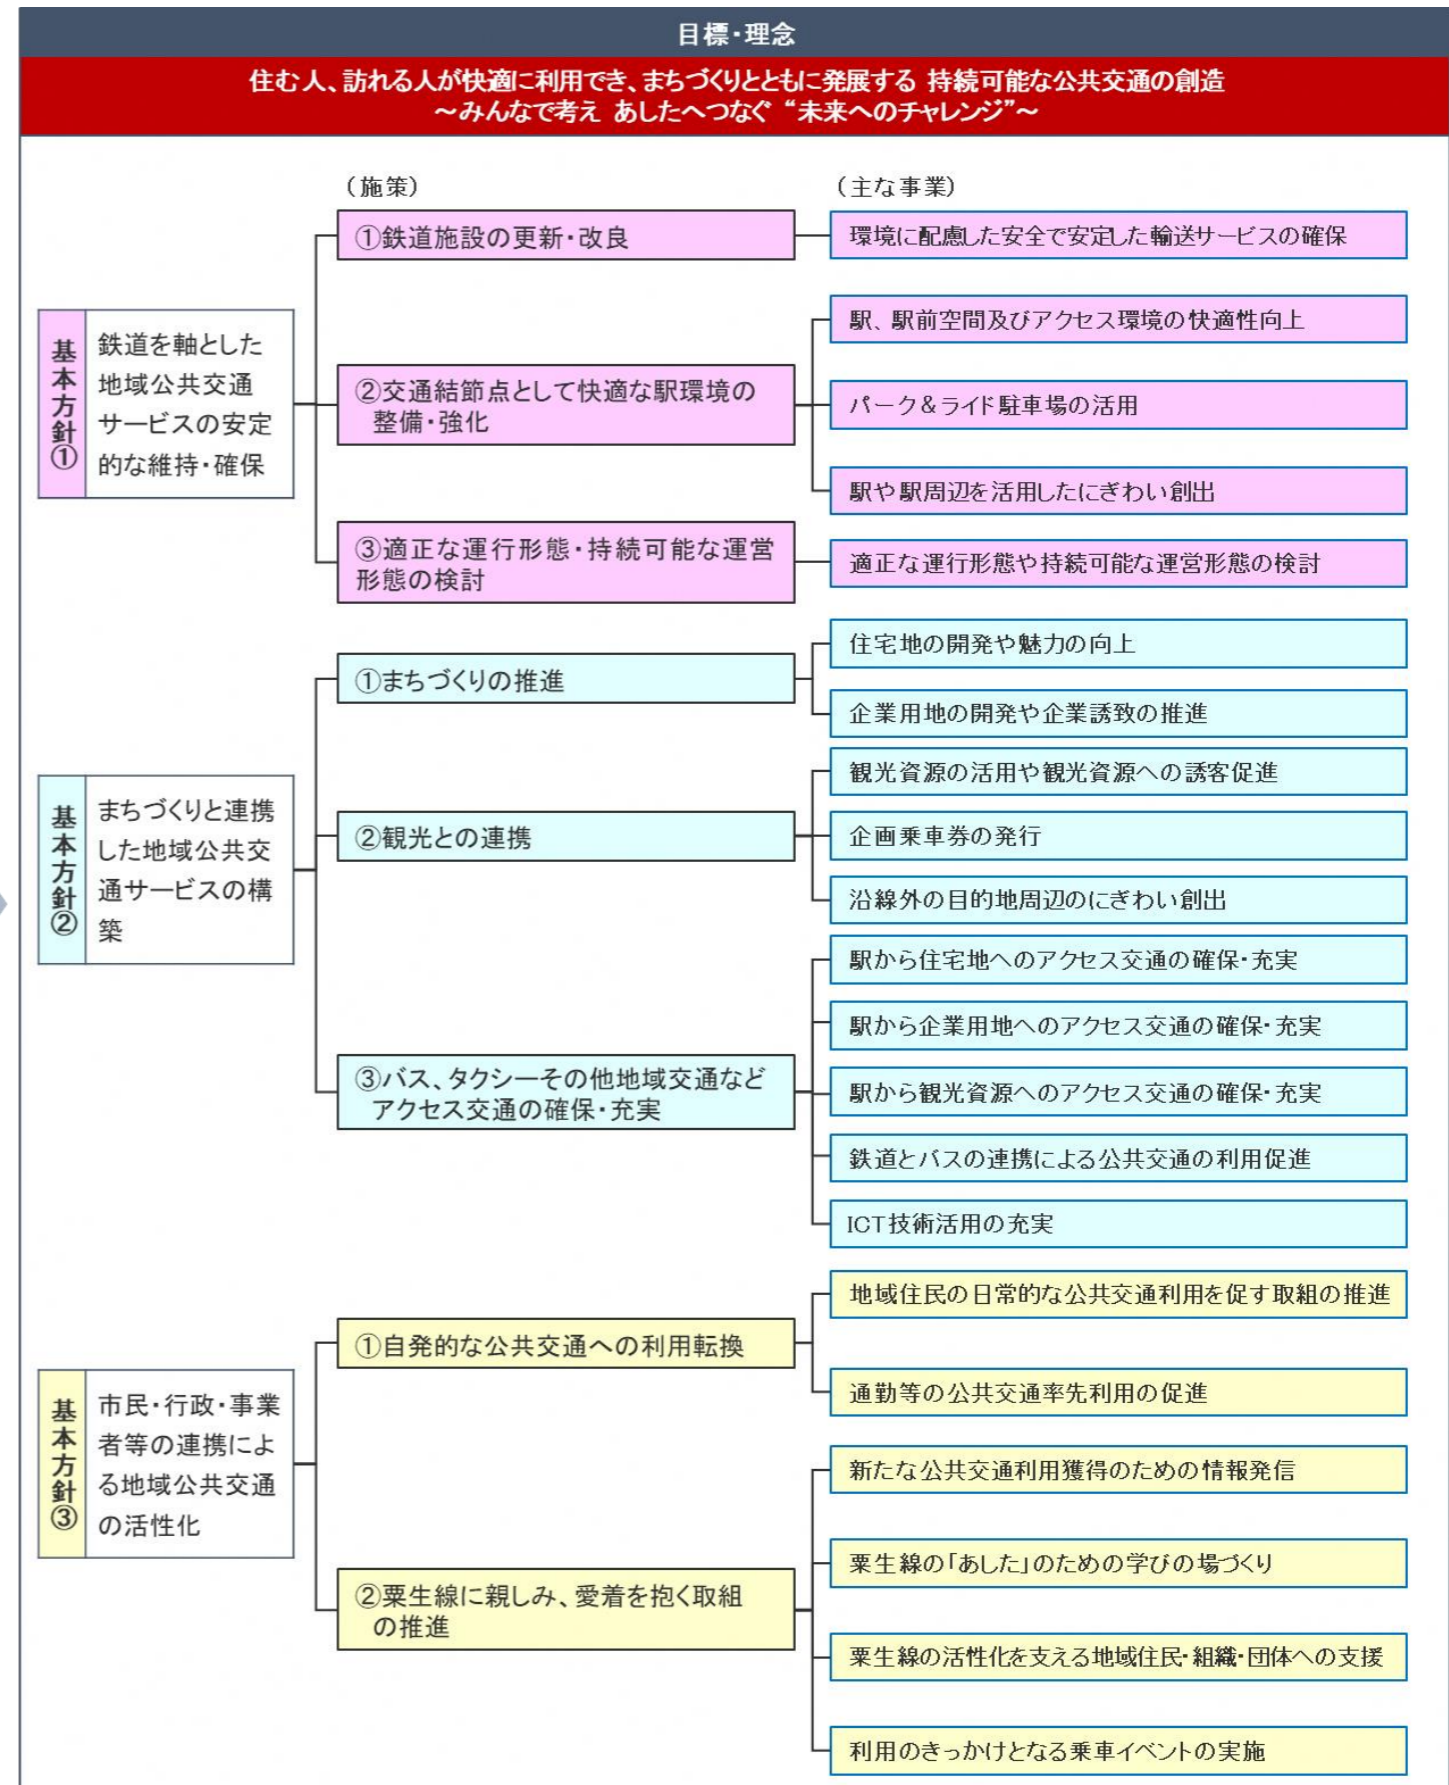 目標・理念
住む人、訪れる人が快適に利用でき、まちづくりとともに発展する 持続可能な公共交通の創造
～みんなで考え あしたへつなぐ “未来へのチャレンジ”～
（施策）
（主な事業）
基本方針①
鉄道を軸とした
地域公共交通
サービスの安定
的な維持・確保
①鉄道施設の更新・改良
環境に配慮した安全で安定した輸送サービスの確保
②交通結節点として快適な駅環境の
整備・強化
駅、駅前空間及びアクセス環境の快適性向上
パーク＆ライド駐車場の活用
駅や駅周辺を活用したにぎわい創出
③適正な運行形態・持続可能な運営
形態の検討
適正な運行形態や持続可能な運営形態の検討
基本方針②
まちづくりと連携
した地域公共交
通サービスの構
築
①まちづくりの推進
住宅地の開発や魅力の向上
企業用地の開発や企業誘致の推進
②観光との連携
観光資源の活用や観光資源への誘客促進
企画乗車券の発行
沿線外の目的地周辺のにぎわい創出
③バス、タクシーその他地域交通など
アクセス交通の確保・充実
駅から住宅地へのアクセス交通の確保・充実
駅から企業用地へのアクセス交通の確保・充実
駅から観光資源へのアクセス交通の確保・充実
鉄道とバスの連携による公共交通の利用促進
ICT技術活用の充実
基本方針③
市民・行政・事業
者等の連携によ
る地域公共交通
の活性化
①自発的な公共交通への利用転換
地域住民の日常的な公共交通利用を促す取組の推進
通勤等の公共交通率先利用の促進
②粟生線に親しみ、愛着を抱く取組
の推進
新たな公共交通利用獲得のための情報発信
粟生線の「あした」のための学びの場づくり
粟生線の活性化を支える地域住民・組織・団体への支援
利用のきっかけとなる乗車イベントの実施